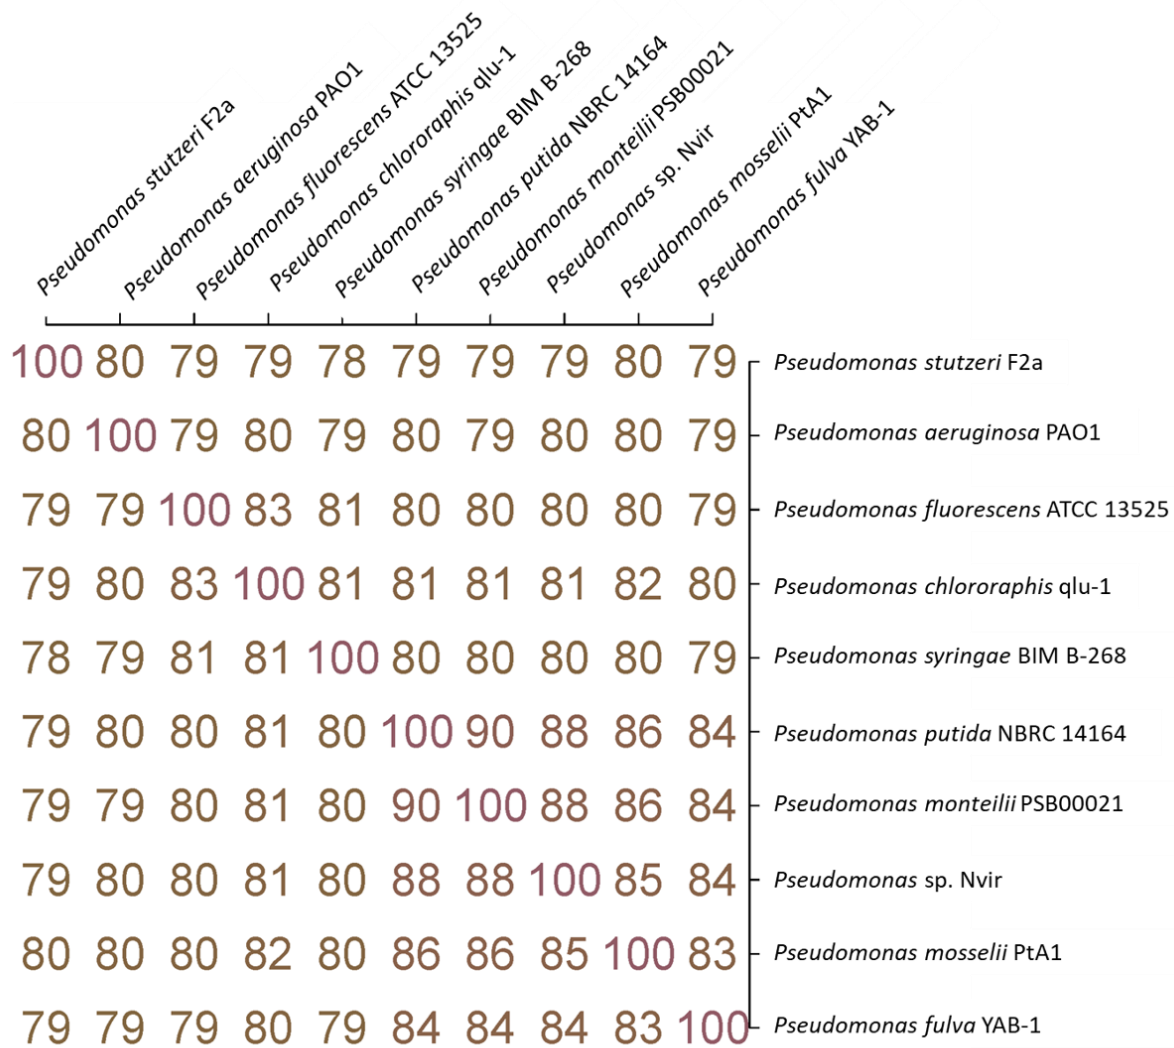 Pseudomonas stutzeri F2a
Pseudomonas aeruginosa PAO1
Pseudomonas fluorescens ATCC 13525
Pseudomonas chlororaphis qlu-1
Pseudomonas syringae BIM B-268
Pseudomonas putida NBRC 14164
Pseudomonas monteilii PSB00021
Pseudomonas sp. Nvir
Pseudomonas mosselii PtA1
Pseudomonas fulva YAB-1
100 80 79 79 78 79 79 79 80 79 Pseudomonas stutzeri F2a
80 100 79 80 79 80 79 80 80 79 Pseudomonas aeruginosa PAO1
79 79 100 83 81 80 80 80 80 79 Pseudomonas fluorescens ATCC 13525
79 80 83 100 81 81 81 81 82 80 Pseudomonas chlororaphis qlu-1
78 79 81 81 100 80 80 80 80 79 Pseudomonas syringae BIM B-268
79 80 80 81 80 100 90 88 86 84 Pseudomonas putida NBRC 14164
79 79 80 81 80 90 100 88 86 84 Pseudomonas monteilii PSB00021
79 80 80 81 80 88 88 100 85 84 Pseudomonas sp. Nvir
80 80 80 82 80 86 86 85 100 83 Pseudomonas mosselii PtA1
79 79 79 80 79 84 84 84 83 100 Pseudomonas fulva YAB-1